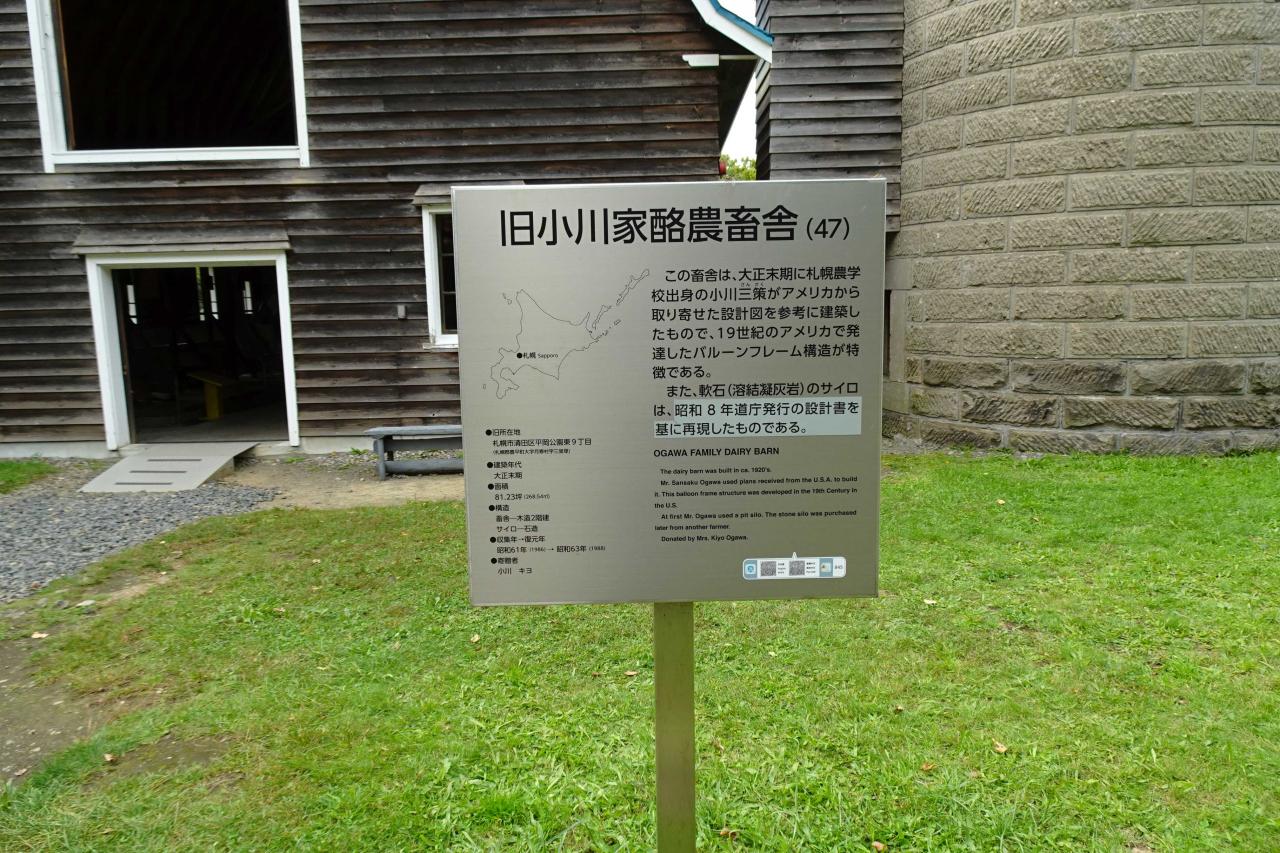 旧小川家酪農畜舎 (47)
この畜舎は、大正末期に札幌農学
校出身の小川三策がアメリカから
さん さく
取り寄せた設計図を参考に建築し
たもので、19世紀のアメリカで発
達したバルーンフレーム構造が特
徴である。
また、軟石(溶結凝灰岩)のサイロ
は、昭和8年道庁発行の設計書を
基に再現したものである。
●札幌 Sapporo
●旧所在地
札幌市清田区平岡公園東9丁目
●建築年代
大正末期
●面積
81.23坪 (268.54㎡)
●構造
畜舎―木造2階建
サイロ―石造
●収集年→復元年
昭和61年 (1986) → 昭和63年 (1988)
●寄贈者
小川 キヨ
OGAWA FAMILY DAIRY BARN
The dairy barn was built in ca. 1920's.
Mr. Sansaku Ogawa used plans received from the U.S.A. to build
it. This balloon frame structure was developed in the 19th Century in
the U.S.
At first Mr. Ogawa used a pit silo. The stone silo was purchased
later from another farmer.
Donated by Mrs. Kiyo Ogawa.